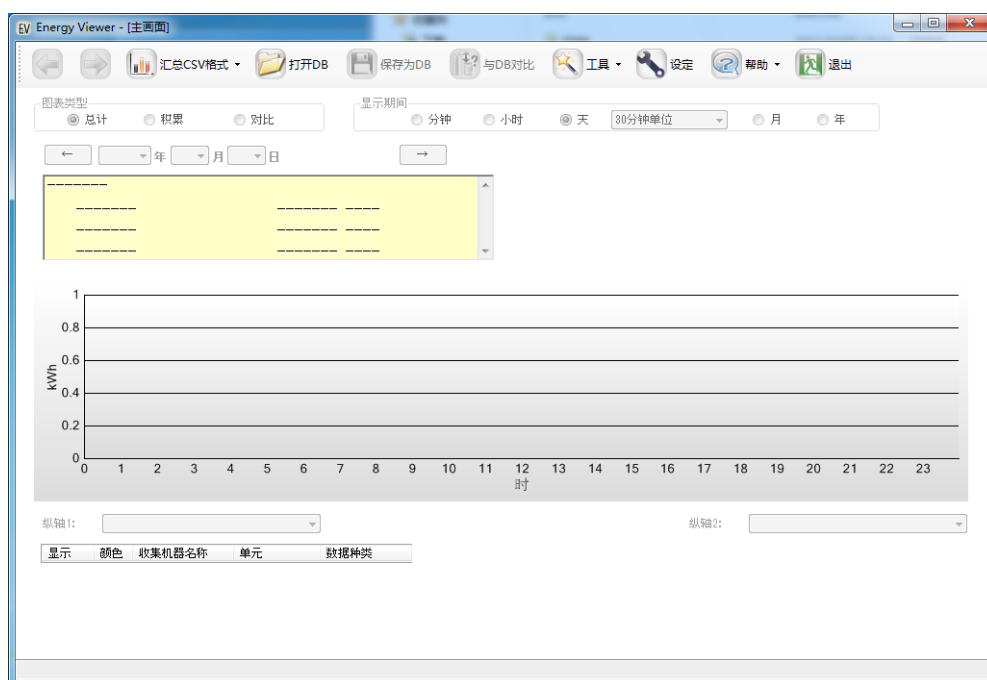 EV Energy Viewer - [主画面]
汇总CSV格式 打开DB 保存为DB 与DB对比 工具 设定 帮助 退出
图表类型 显示期间
总计 积累 对比 分钟 小时 天 30分钟单位 月 年
← 年 月 日 →
-------
------- ------- ----
------- ------- ----
------- ------- ----
1
0.8
0.6
0.4
0.2
0
kWh
0 1 2 3 4 5 6 7 8 9 10 11 12 13 14 15 16 17 18 19 20 21 22 23
时
纵轴1: 纵轴2:
显示 颜色 收集机器名称 单元 数据种类